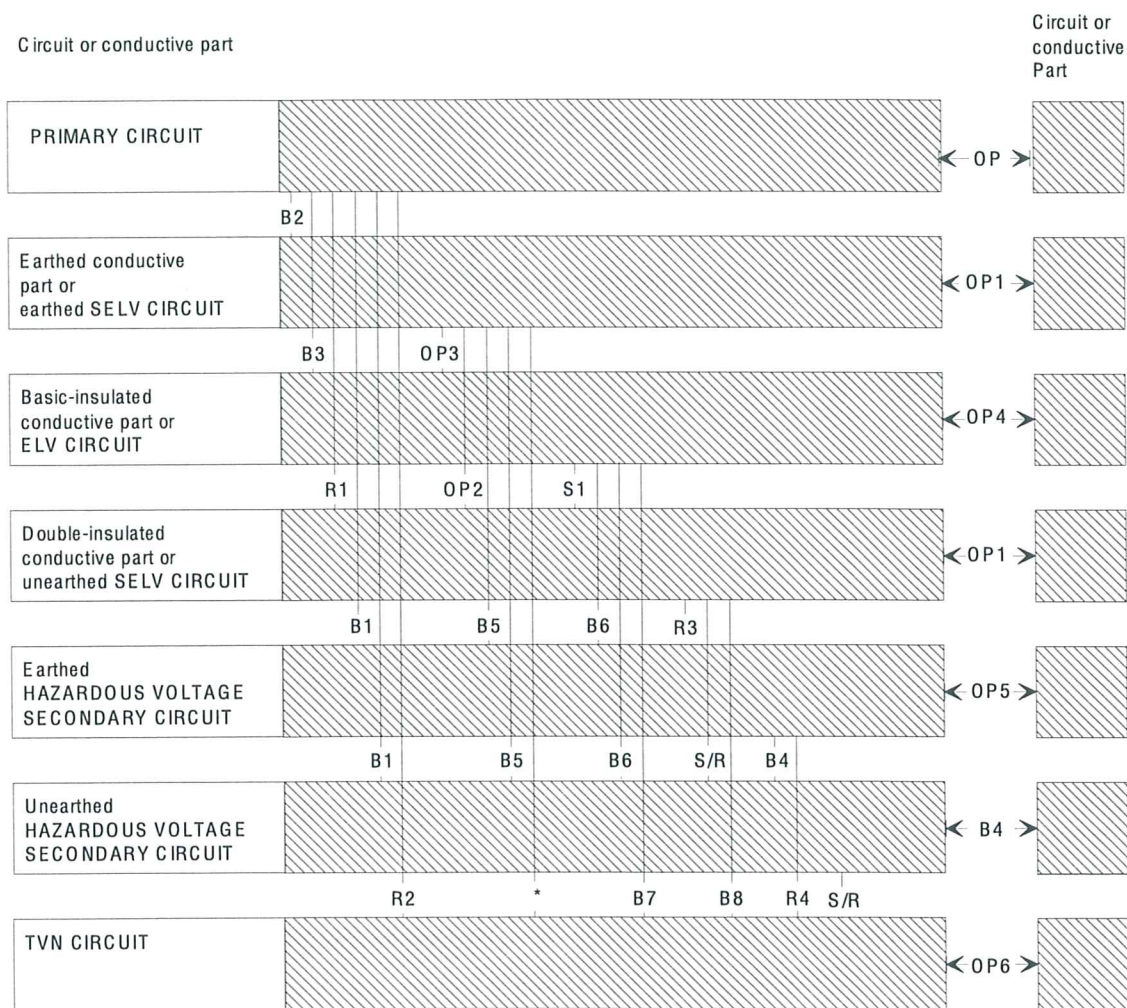 Circuit or conductive part
Circuit or
conductive
Part
PRIMARY CIRCUIT
OP
B2
Earthed conductive
part or
earthed SELV CIRCUIT
OP1
B3 OP3
Basic-insulated
conductive part or
ELV CIRCUIT
OP4
R1 OP2 S1
Double-insulated
conductive part or
unearthed SELV CIRCUIT
OP1
B1 B5 B6 R3
Earthed
HAZARDOUS VOLTAGE
SECONDARY CIRCUIT
OP5
B1 B5 B6 S/R B4
Unearthed
HAZARDOUS VOLTAGE
SECONDARY CIRCUIT
B4
R2 * B7 B8 R4 S/R
TVN CIRCUIT
OP6